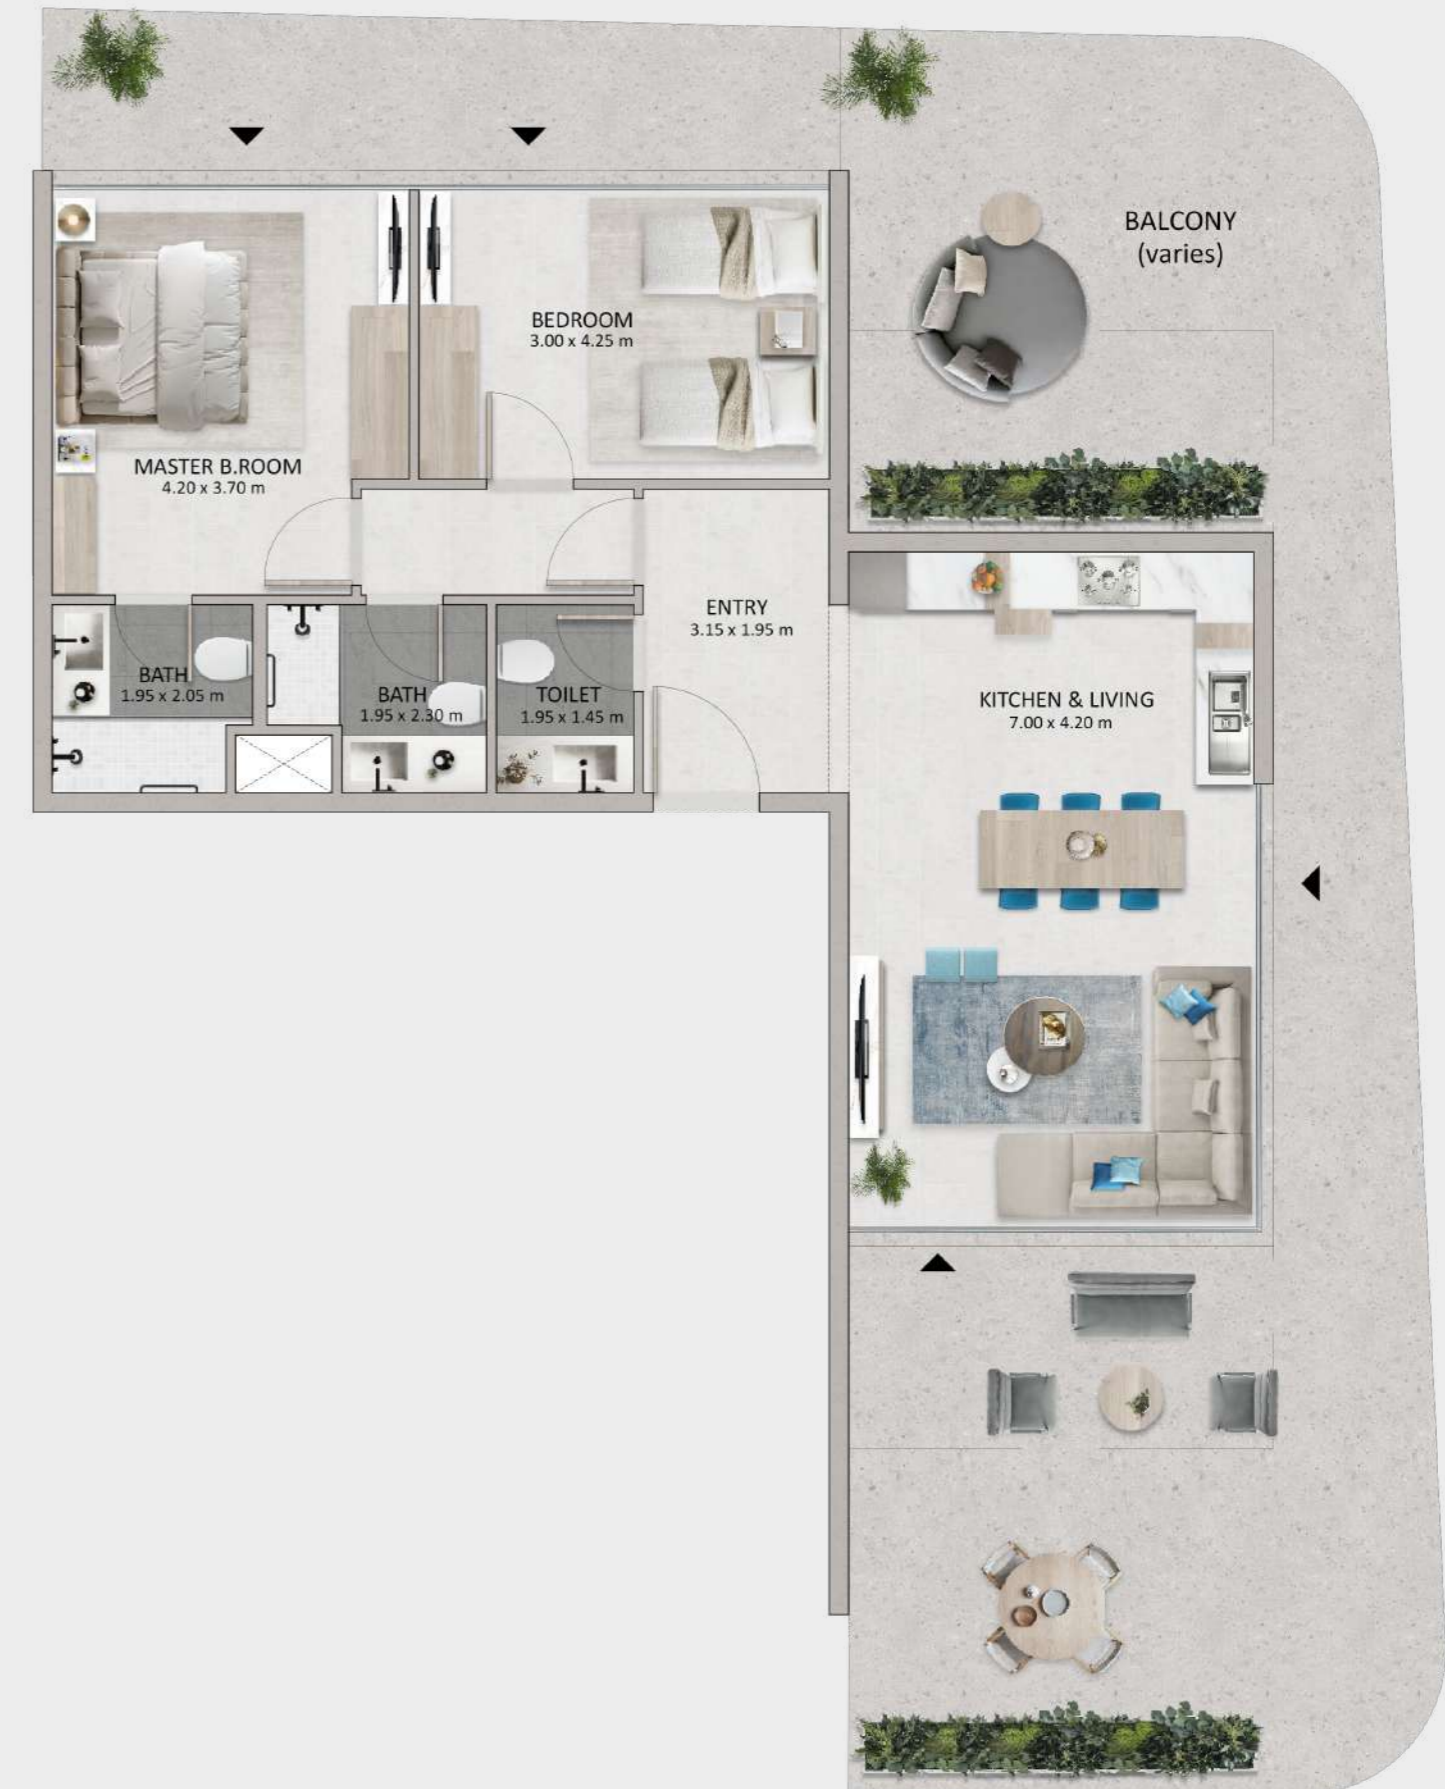 BALCONY
(varies)
BEDROOM
3.00 x 4.25 m
MASTER B.ROOM
4.20 x 3.70 m
ENTRY
3.15 x 1.95 m
BATH
1.95 x 2.05 m
BATH
1.95 x 2.30 m
TOILET
1.95 x 1.45 m
KITCHEN & LIVING
7.00 x 4.20 m